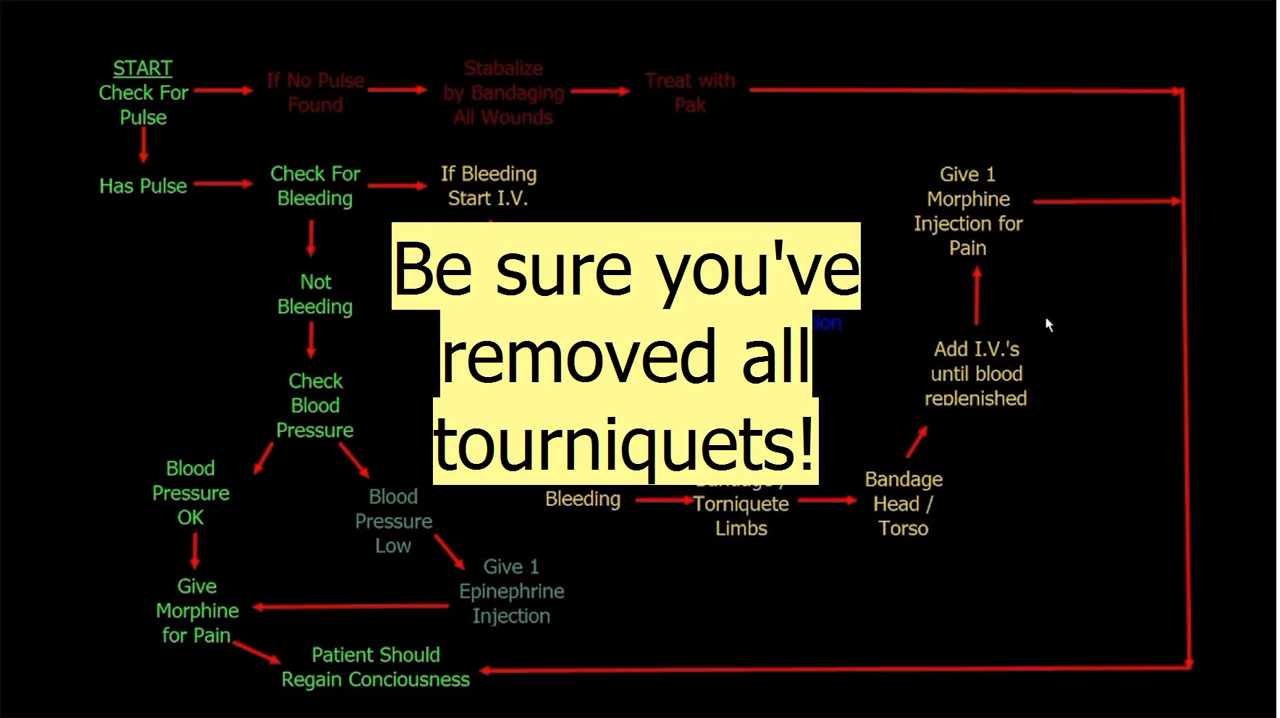 START
Check For
Pulse
If No Pulse
Found
Stabalize
by Bandaging
All Wounds
Treat with
Pak
Has Pulse
Check For
Bleeding
If Bleeding
Start I.V.
Give 1
Morphine
Injection for
Pain
Not
Bleeding
Be sure you've
removed all
tourniquets!
Add I.V.'s
until blood
replenished
Check
Blood
Pressure
Blood
Pressure
OK
Blood
Pressure
Low
Bleeding
Torniquete
Limbs
Bandage
Head /
Torso
Give
Morphine
for Pain
Give 1
Epinephrine
Injection
Patient Should
Regain Conciousness